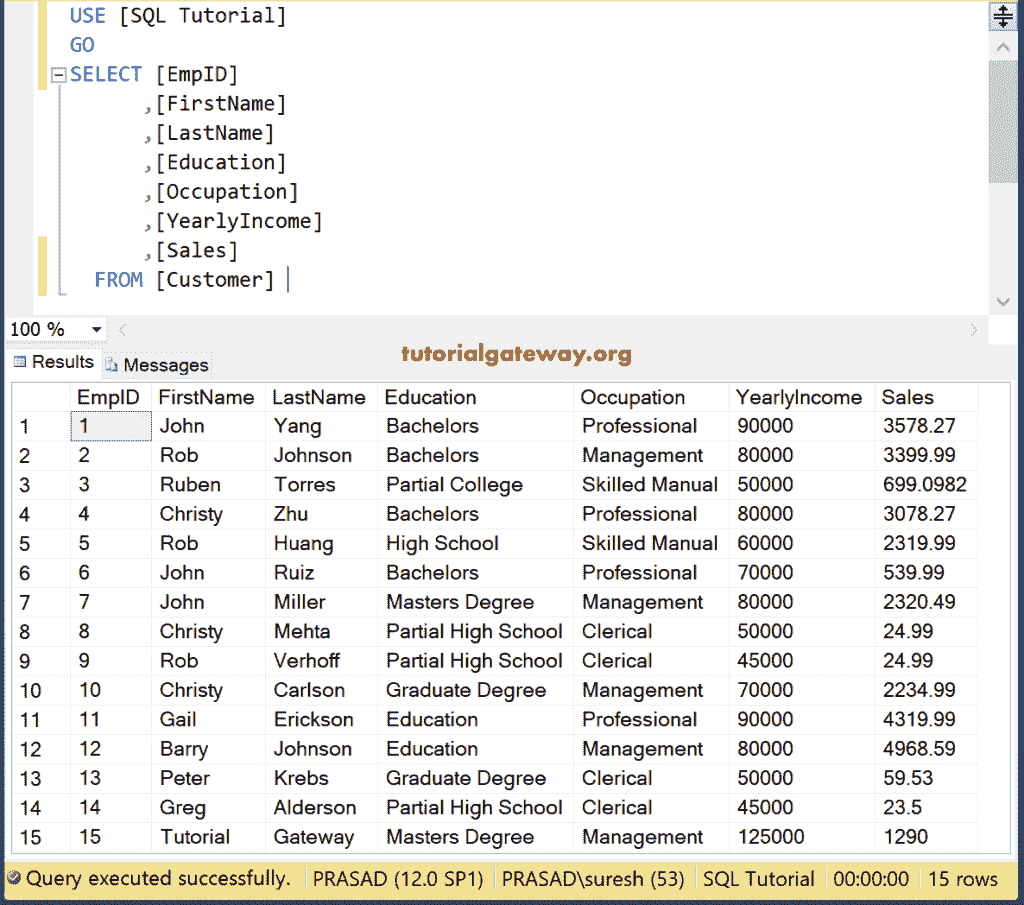 USE [SQL Tutorial]
GO
SELECT [EmpID]
,[FirstName]
,[LastName]
,[Education]
,[Occupation]
,[YearlyIncome]
,[Sales]
FROM [Customer]
100 %
tutorialgateway.org
Results Messages
EmpID FirstName LastName Education Occupation YearlyIncome Sales
1 1 John Yang Bachelors Professional 90000 3578.27
2 2 Rob Johnson Bachelors Management 80000 3399.99
3 3 Ruben Torres Partial College Skilled Manual 50000 699.0982
4 4 Christy Zhu Bachelors Professional 80000 3078.27
5 5 Rob Huang High School Skilled Manual 60000 2319.99
6 6 John Ruiz Bachelors Professional 70000 539.99
7 7 John Miller Masters Degree Management 80000 2320.49
8 8 Christy Mehta Partial High School Clerical 50000 24.99
9 9 Rob Verhoff Partial High School Clerical 45000 24.99
10 10 Christy Carlson Graduate Degree Management 70000 2234.99
11 11 Gail Erickson Education Professional 90000 4319.99
12 12 Barry Johnson Education Management 80000 4968.59
13 13 Peter Krebs Graduate Degree Clerical 50000 59.53
14 14 Greg Alderson Partial High School Clerical 45000 23.5
15 15 Tutorial Gateway Masters Degree Management 125000 1290
Query executed successfully. PRASAD (12.0 SP1) PRASAD\suresh (53) SQL Tutorial 00:00:00 15 rows